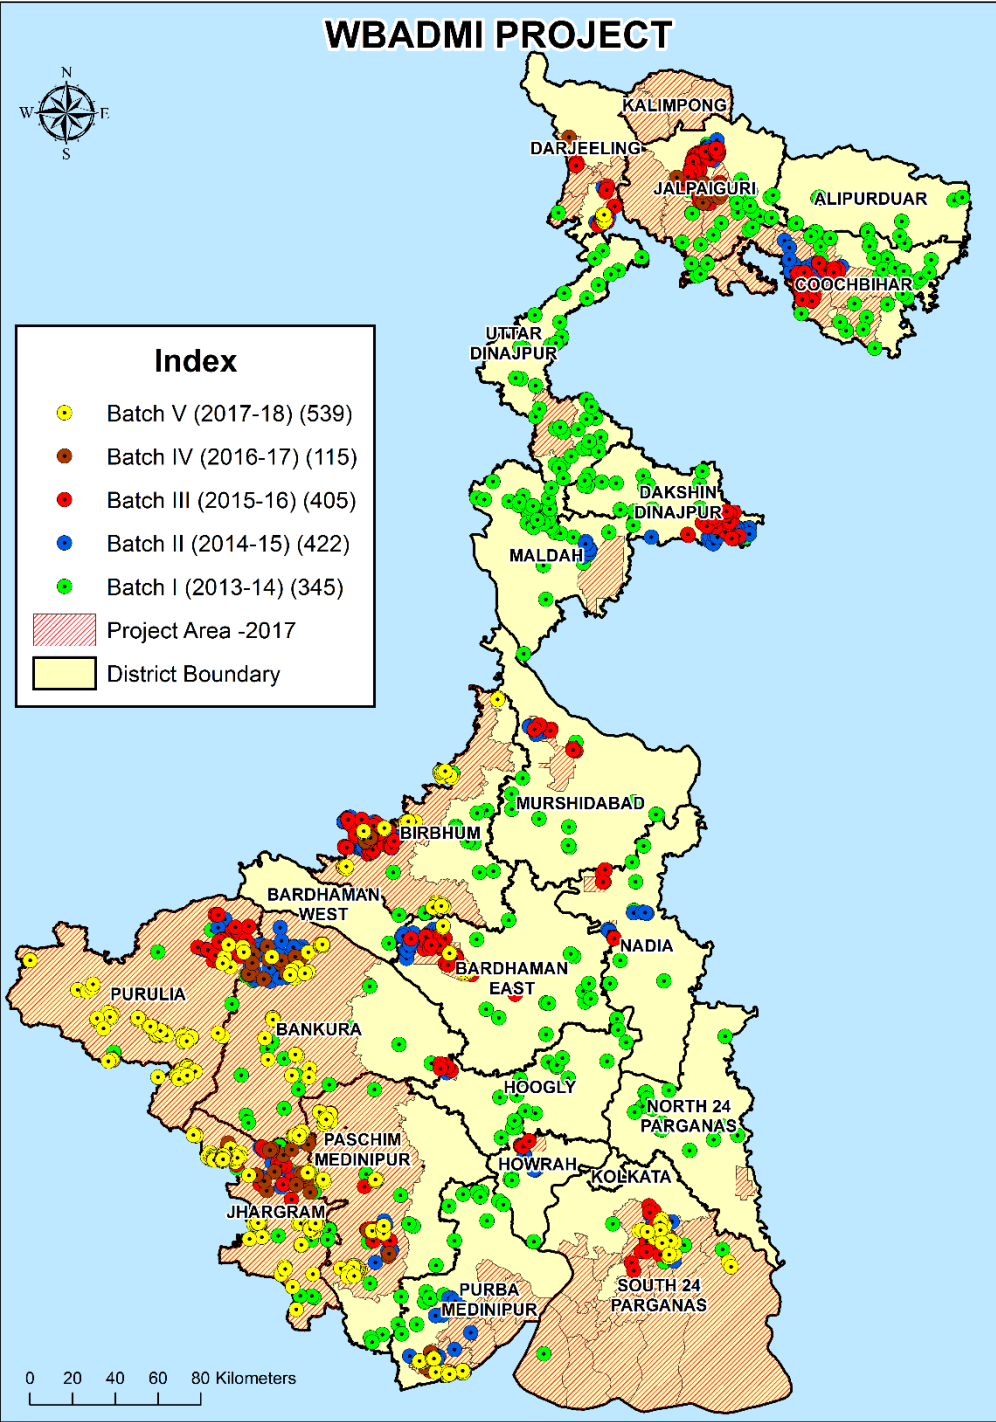 WBADMI PROJECT
N
W E
S
KALIMPONG
DARJEELING
JALPAIGURI
ALIPURDUAR
COOCHBIHAR
UTTAR
DINAJPUR
Index
Batch V (2017-18) (539)
Batch IV (2016-17) (115)
Batch III (2015-16) (405)
Batch II (2014-15) (422)
Batch I (2013-14) (345)
Project Area -2017
District Boundary
DAKSHIN
DINAJPUR
MALDAH
MURSHIDABAD
BIRBHUM
BARDHAMAN
WEST
NADIA
BARDHAMAN
EAST
PURULIA
BANKURA
HOOGLY
NORTH 24
PARGANAS
PASCHIM
MEDINIPUR
HOWRAH
KOLKATA
JHARGRAM
PURBA
MEDINIPUR
SOUTH 24
PARGANAS
0 20 40 60 80 Kilometers